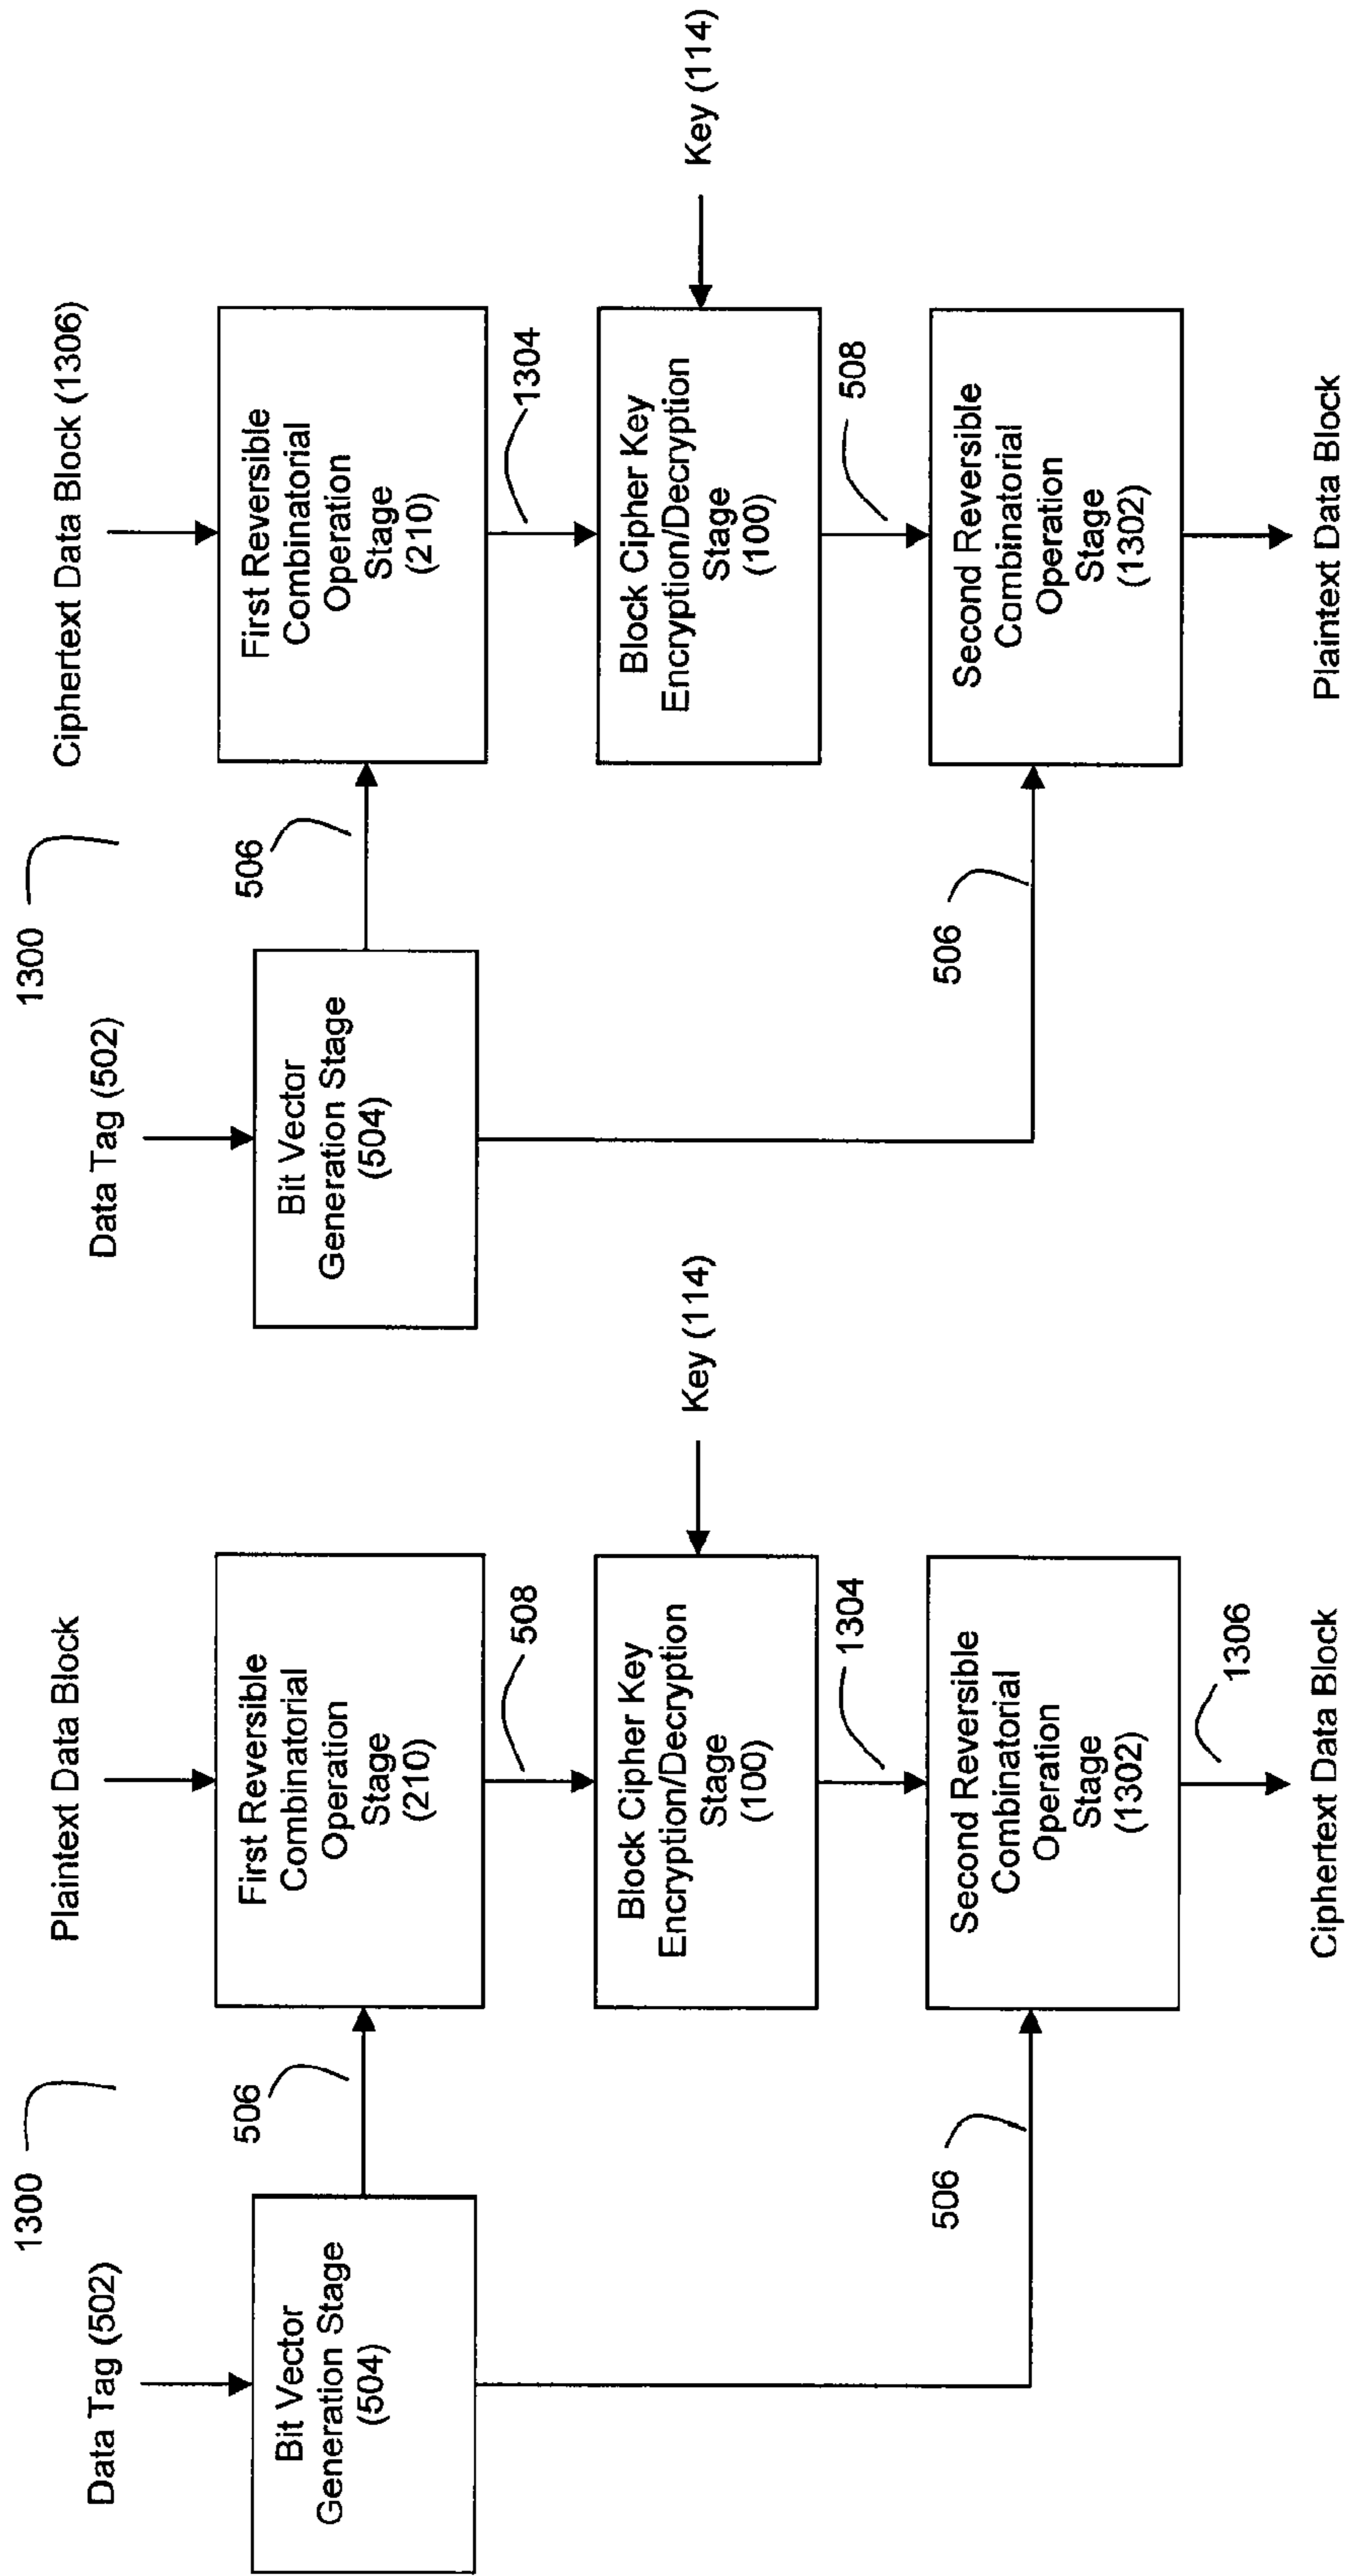 1300
Data Tag (502)
Plaintext Data Block
Bit Vector
Generation Stage
(504)
506
First Reversible
Combinatorial
Operation
Stage
(210)
508
Block Cipher Key
Encryption/Decryption
Stage
(100)
Key (114)
1304
506
Second Reversible
Combinatorial
Operation
Stage
(1302)
1306
Ciphertext Data Block
1300
Data Tag (502)
Ciphertext Data Block (1306)
Bit Vector
Generation Stage
(504)
506
First Reversible
Combinatorial
Operation
Stage
(210)
1304
Block Cipher Key
Encryption/Decryption
Stage
(100)
Key (114)
508
506
Second Reversible
Combinatorial
Operation
Stage
(1302)
Plaintext Data Block